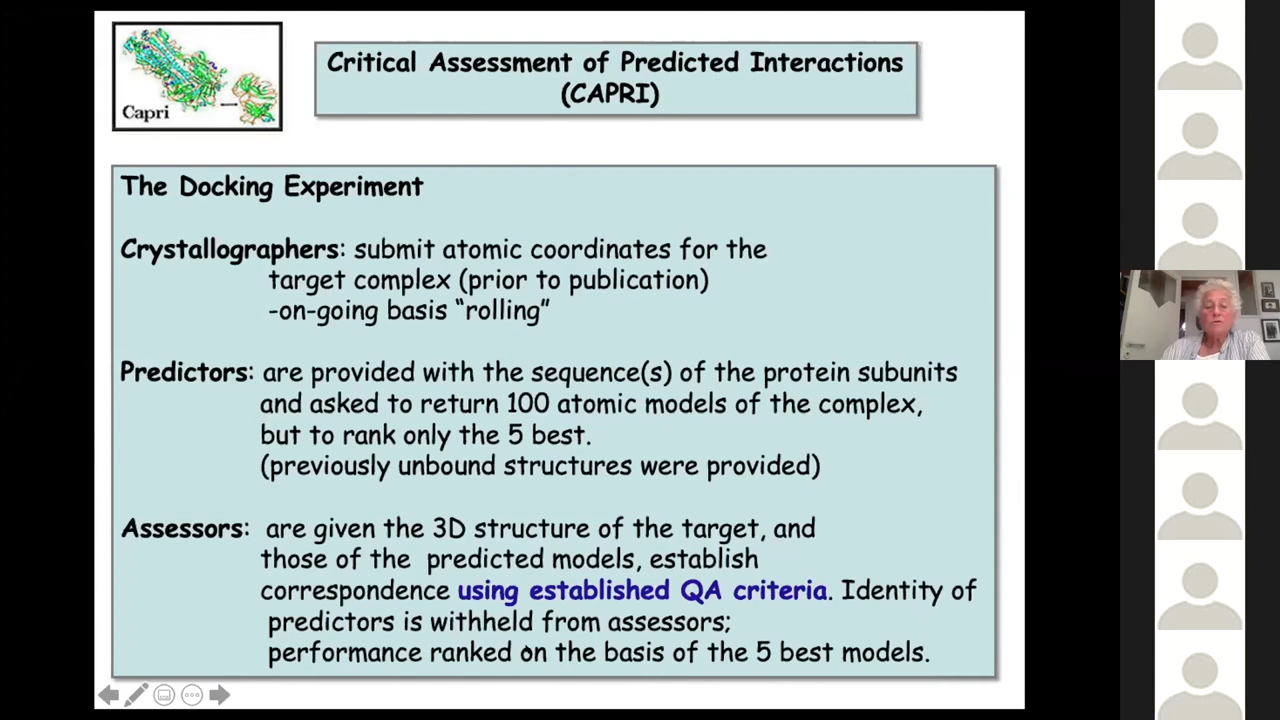 Capri
Critical Assessment of Predicted Interactions
(CAPRI)
The Docking Experiment
Crystallographers: submit atomic coordinates for the
target complex (prior to publication)
-on-going basis “rolling”
Predictors: are provided with the sequence(s) of the protein subunits
and asked to return 100 atomic models of the complex,
but to rank only the 5 best.
(previously unbound structures were provided)
Assessors: are given the 3D structure of the target, and
those of the predicted models, establish
correspondence using established QA criteria. Identity of
predictors is withheld from assessors;
performance ranked on the basis of the 5 best models.